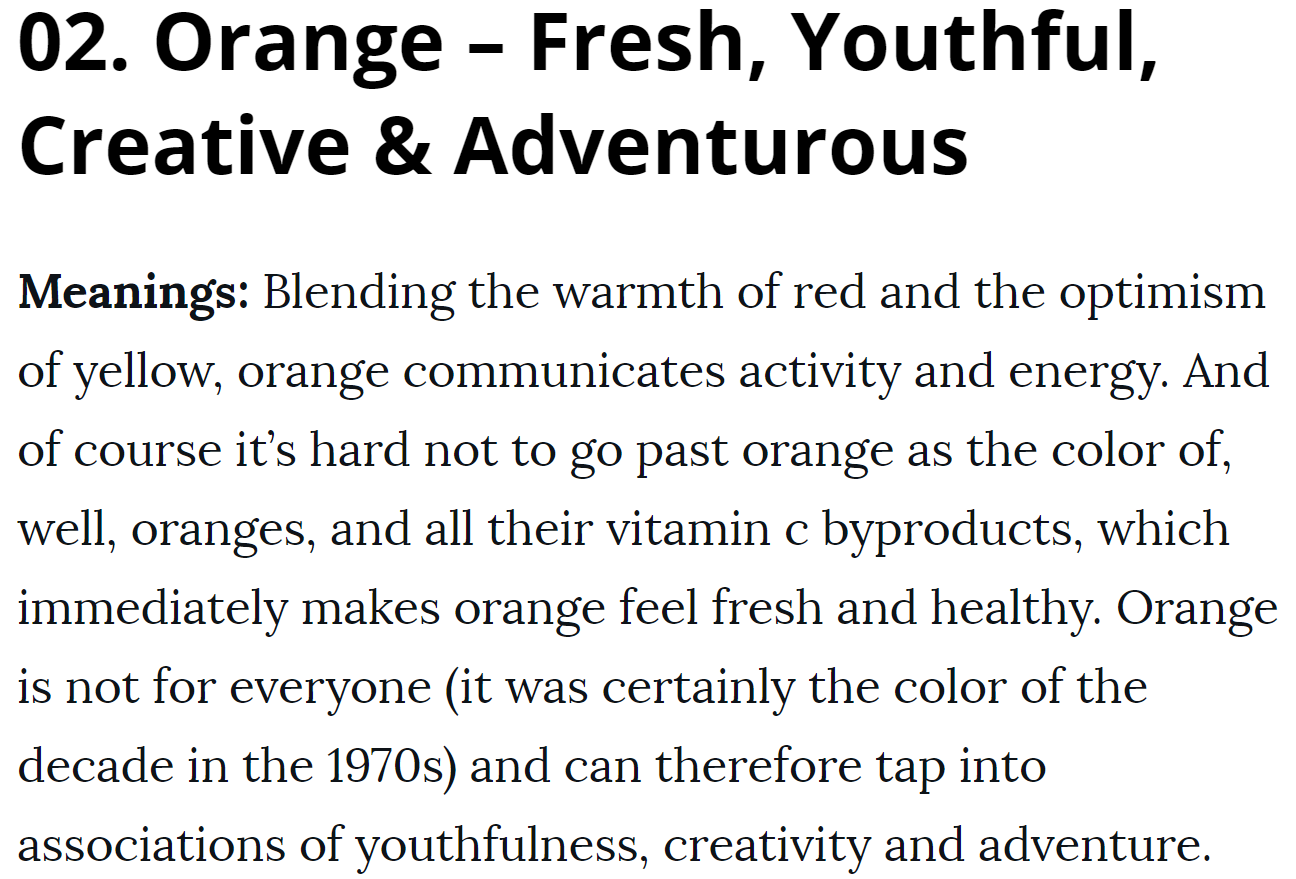 02. Orange – Fresh, Youthful,
Creative & Adventurous
Meanings: Blending the warmth of red and the optimism
of yellow, orange communicates activity and energy. And
of course it’s hard not to go past orange as the color of,
well, oranges, and all their vitamin c byproducts, which
immediately makes orange feel fresh and healthy. Orange
is not for everyone (it was certainly the color of the
decade in the 1970s) and can therefore tap into
associations of youthfulness, creativity and adventure.